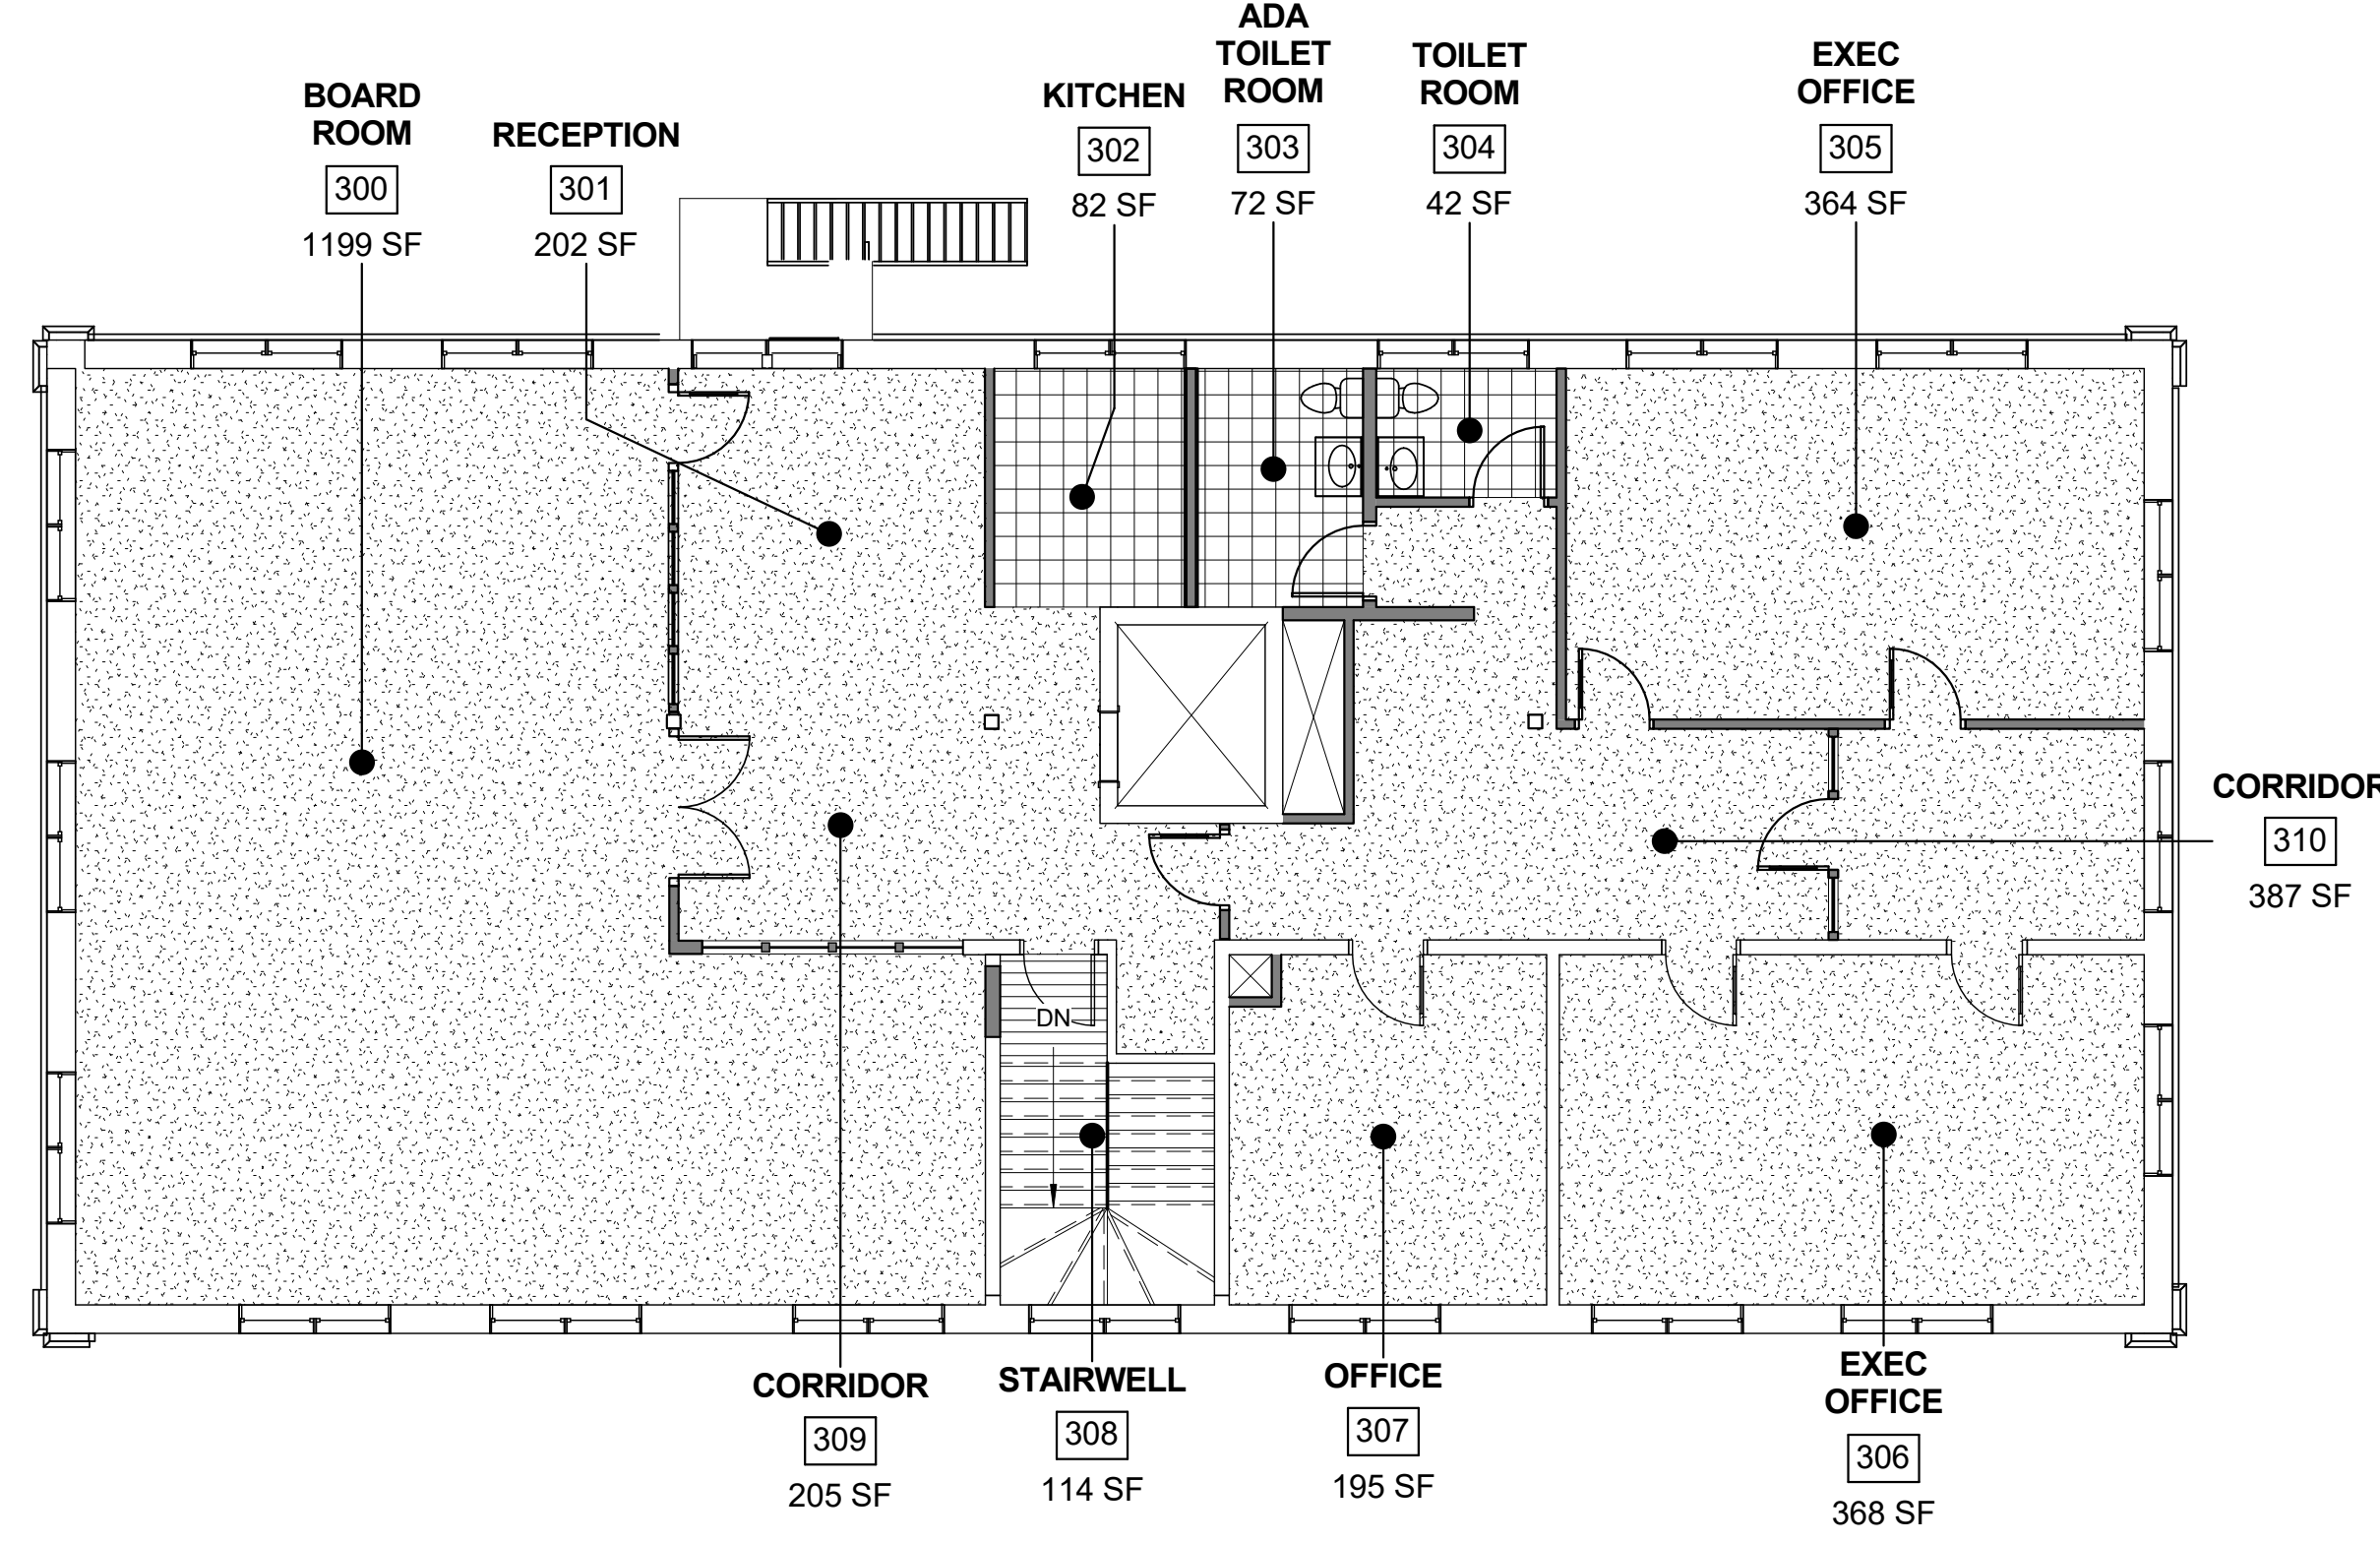 BOARD
ROOM
300
1199 SF
RECEPTION
301
202 SF
KITCHEN
302
82 SF
ADA
TOILET
ROOM
303
72 SF
TOILET
ROOM
304
42 SF
EXEC
OFFICE
305
364 SF
CORRIDOR
310
387 SF
DN
CORRIDOR
309
205 SF
STAIRWELL
308
114 SF
OFFICE
307
195 SF
EXEC
OFFICE
306
368 SF